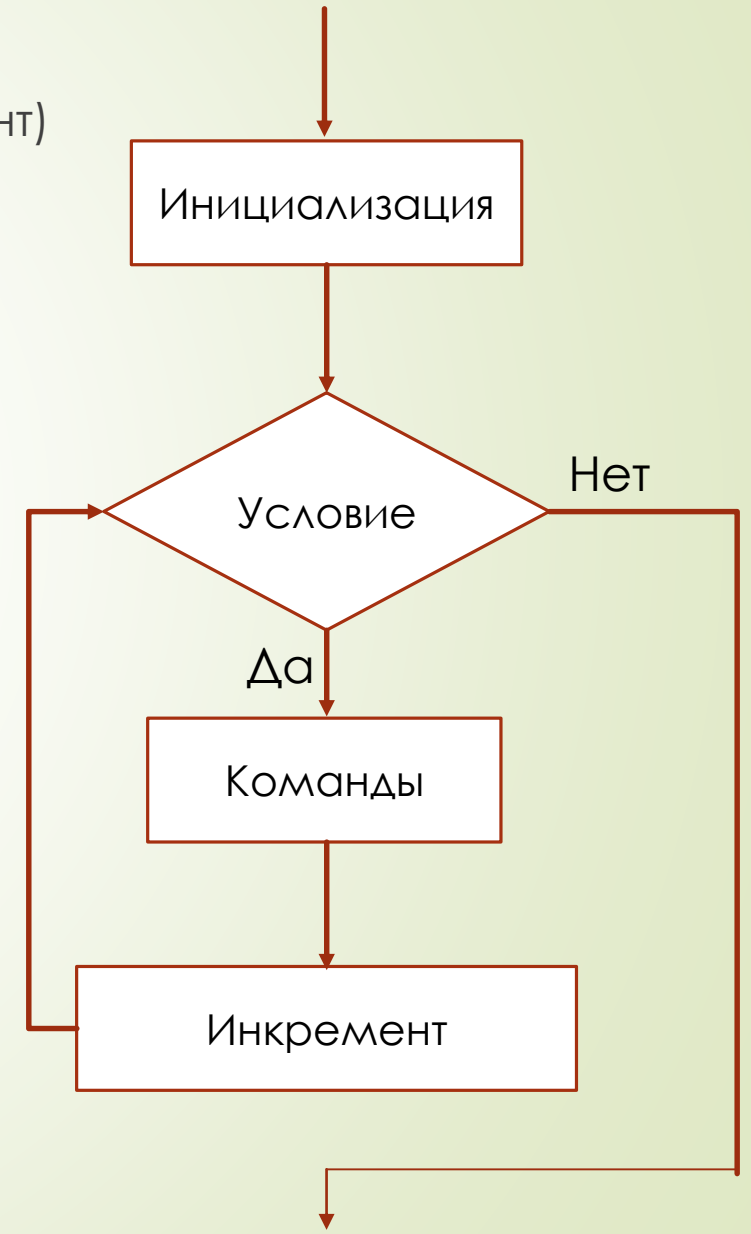 нт)
Инициализация
Условие
Нет
Да
Команды
Инкремент